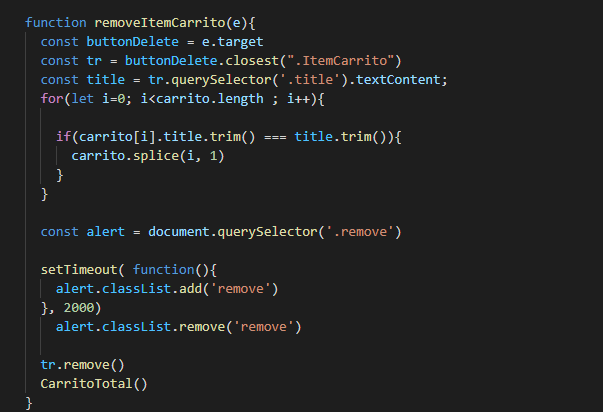 function removeItemCarrito(e){
  const buttonDelete = e.target
  const tr = buttonDelete.closest(".ItemCarrito")
  const title = tr.querySelector('.title').textContent;
  for(let i=0; i<carrito.length ; i++){
    if(carrito[i].title.trim() === title.trim()){
      carrito.splice(i, 1)
    }
  }
  const alert = document.querySelector('.remove')
  setTimeout( function(){
    alert.classList.add('remove')
  }, 2000)
    alert.classList.remove('remove')
  tr.remove()
  CarritoTotal()
}